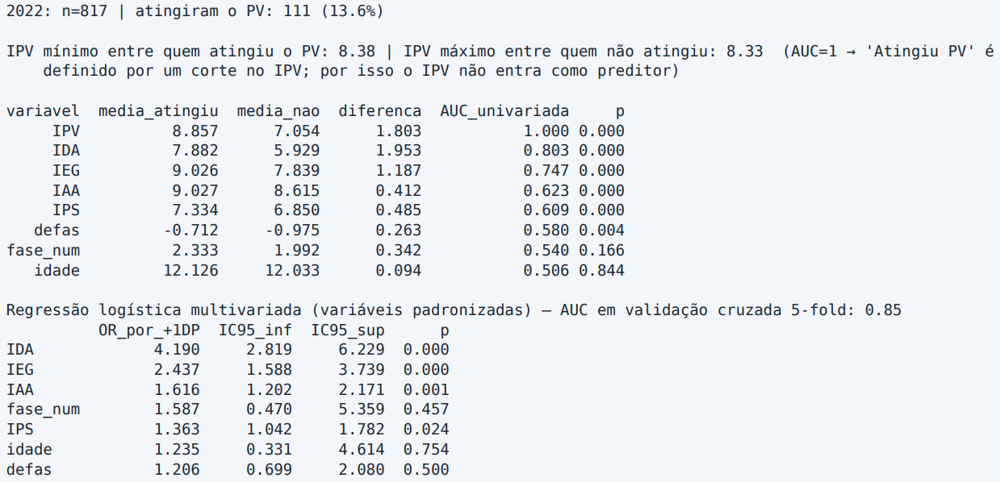 2022: n=817 | atingiram o PV: 111 (13.6%)
IPV mínimo entre quem atingiu o PV: 8.38 | IPV máximo entre quem não atingiu: 8.33  (AUC=1 → 'Atingiu PV' é
definido por um corte no IPV; por isso o IPV não entra como preditor)
variavel  media_atingiu  media_nao  diferenca  AUC_univariada     p
IPV          8.857      7.054      1.803           1.000 0.000
IDA          7.882      5.929      1.953           0.803 0.000
IEG          9.026      7.839      1.187           0.747 0.000
IAA          9.027      8.615      0.412           0.623 0.000
IPS          7.334      6.850      0.485           0.609 0.000
defas         -0.712     -0.975      0.263           0.580 0.004
fase_num          2.333      1.992      0.342           0.540 0.166
idade         12.126     12.033      0.094           0.506 0.844
Regressão logística multivariada (variáveis padronizadas) — AUC em validação cruzada 5-fold: 0.85
OR_por_+1DP  IC95_inf  IC95_sup      p
IDA             4.190     2.819     6.229  0.000
IEG             2.437     1.588     3.739  0.000
IAA             1.616     1.202     2.171  0.001
fase_num        1.587     0.470     5.359  0.457
IPS             1.363     1.042     1.782  0.024
idade           1.235     0.331     4.614  0.754
defas           1.206     0.699     2.080  0.500